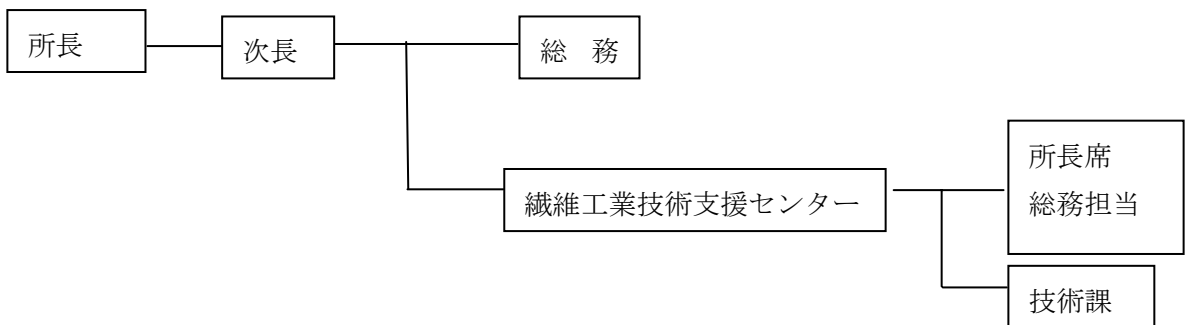 所長
次長
総　務
繊維工業技術支援センター
所長席
総務担当
技術課